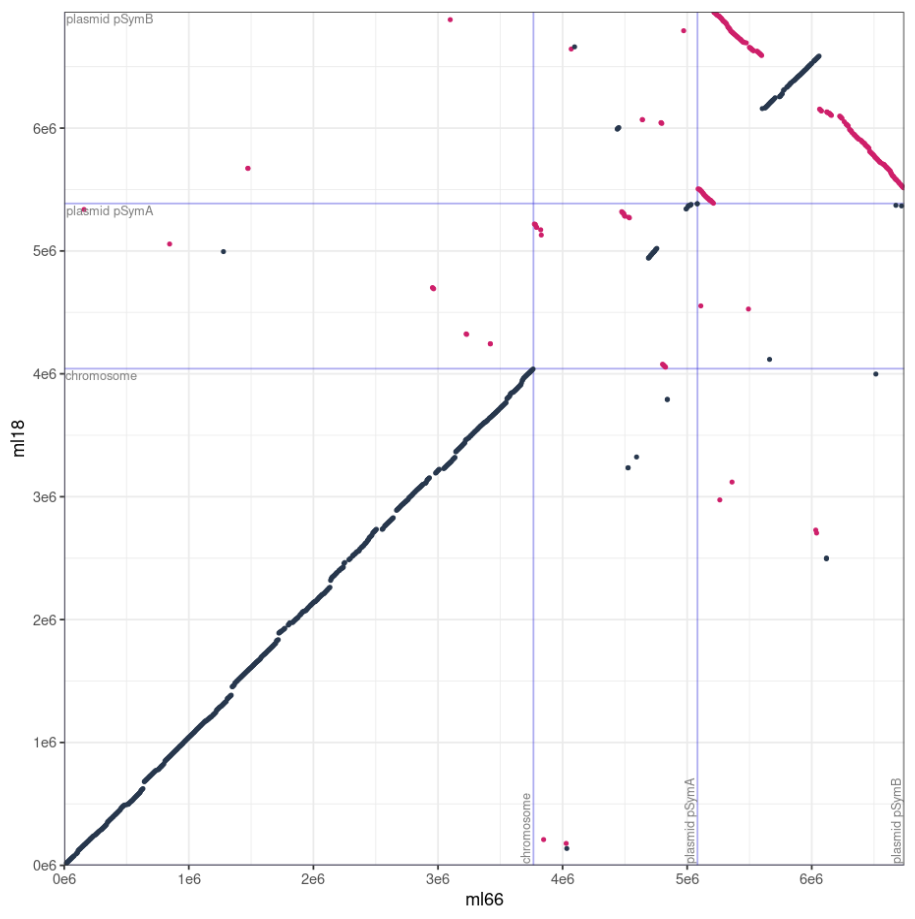 plasmid pSymB
6e6
plasmid pSymA
5e6
4e6
chromosome
ml18
3e6
2e6
1e6
chromosome
plasmid pSymA
plasmid pSymB
0e6
0e6 1e6 2e6 3e6 4e6 5e6 6e6
ml66